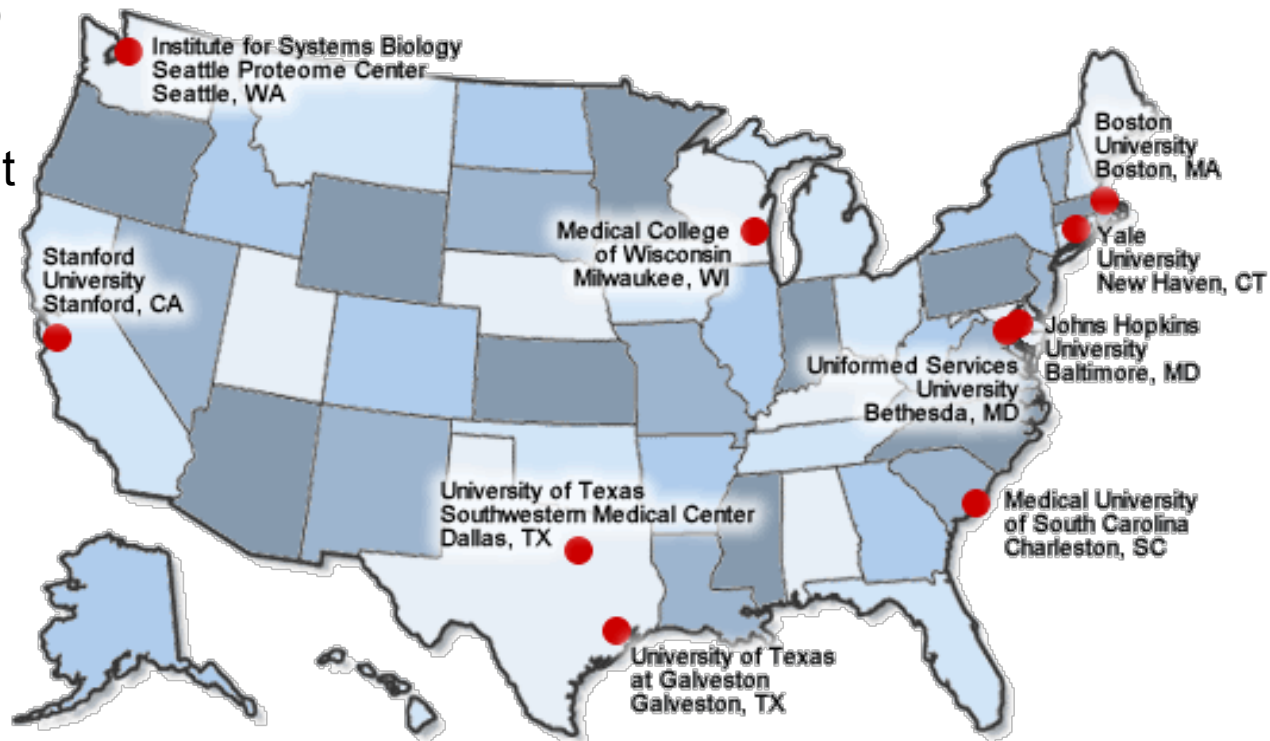 Institute for Systems Biology
Seattle Proteome Center
Seattle, WA
t
Boston
University
Boston, MA
Medical College
of Wisconsin
Milwaukee, WI
Yale
University
New Haven, CT
Stanford
University
Stanford, CA
Johns Hopkins
University
Baltimore, MD
Uniformed Services
University
Bethesda, MD
University of Texas
Southwestern Medical Center
Dallas, TX
Medical University
of South Carolina
Charleston, SC
University of Texas
at Galveston
Galveston, TX